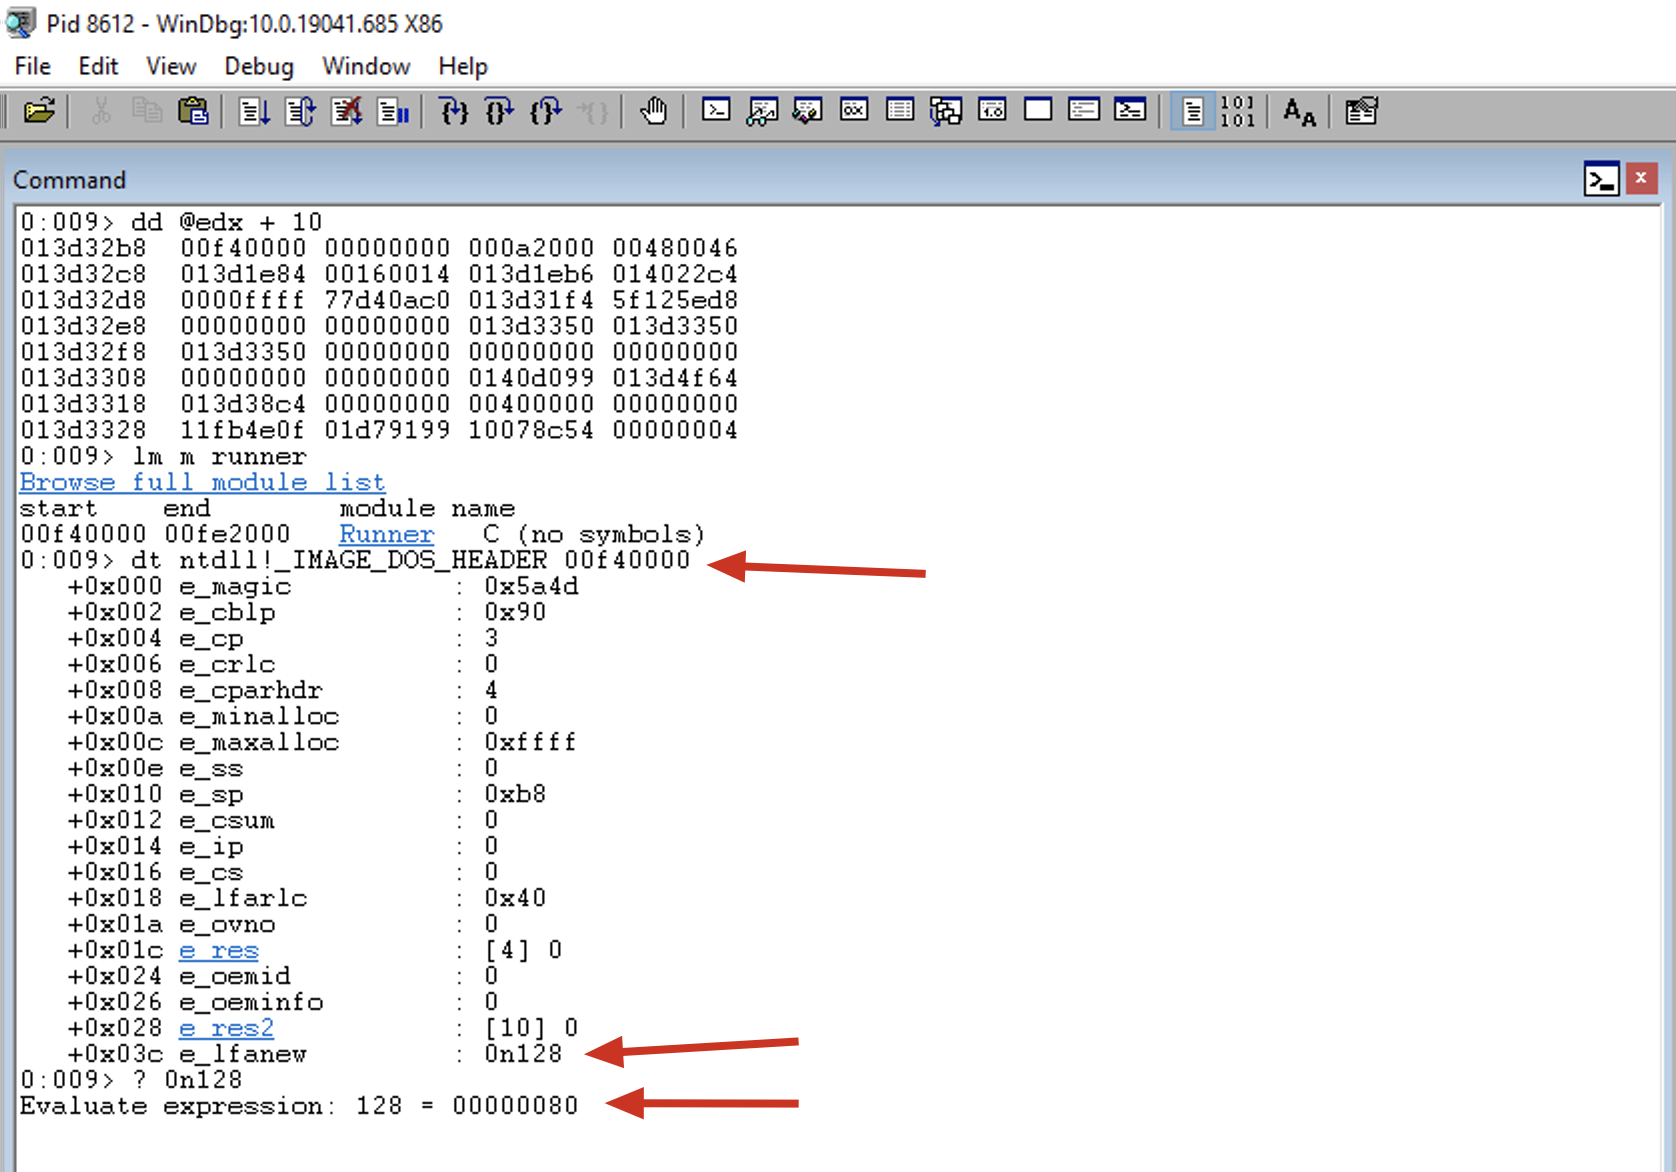 Pid 8612 - WinDbg:10.0.19041.685 X86
File Edit View Debug Window Help
101
101
Command
0:009> dd @edx + 10
013d32b8  00f40000 00000000 000a2000 00480046
013d32c8  013d1e84 00160014 013d1eb6 014022c4
013d32d8  0000ffff 77d40ac0 013d31f4 5f125ed8
013d32e8  00000000 00000000 013d3350 013d3350
013d32f8  013d3350 00000000 00000000 00000000
013d3308  00000000 00000000 0140d099 013d4f64
013d3318  013d38c4 00000000 00400000 00000000
013d3328  11fb4e0f 01d79199 10078c54 00000004
0:009> lm m runner
Browse full module list
start    end        module name
00f40000 00fe2000   Runner   C (no symbols)
0:009> dt ntdll!_IMAGE_DOS_HEADER 00f40000
+0x000 e_magic : 0x5a4d
+0x002 e_cblp : 0x90
+0x004 e_cp : 3
+0x006 e_crlc : 0
+0x008 e_cparhdr : 4
+0x00a e_minalloc : 0
+0x00c e_maxalloc : 0xffff
+0x00e e_ss : 0
+0x010 e_sp : 0xb8
+0x012 e_csum : 0
+0x014 e_ip : 0
+0x016 e_cs : 0
+0x018 e_lfarlc : 0x40
+0x01a e_ovno : 0
+0x01c e_res : [4] 0
+0x024 e_oemid : 0
+0x026 e_oeminfo : 0
+0x028 e_res2 : [10] 0
+0x03c e_lfanew : 0n128
0:009> ? 0n128
Evaluate expression: 128 = 00000080